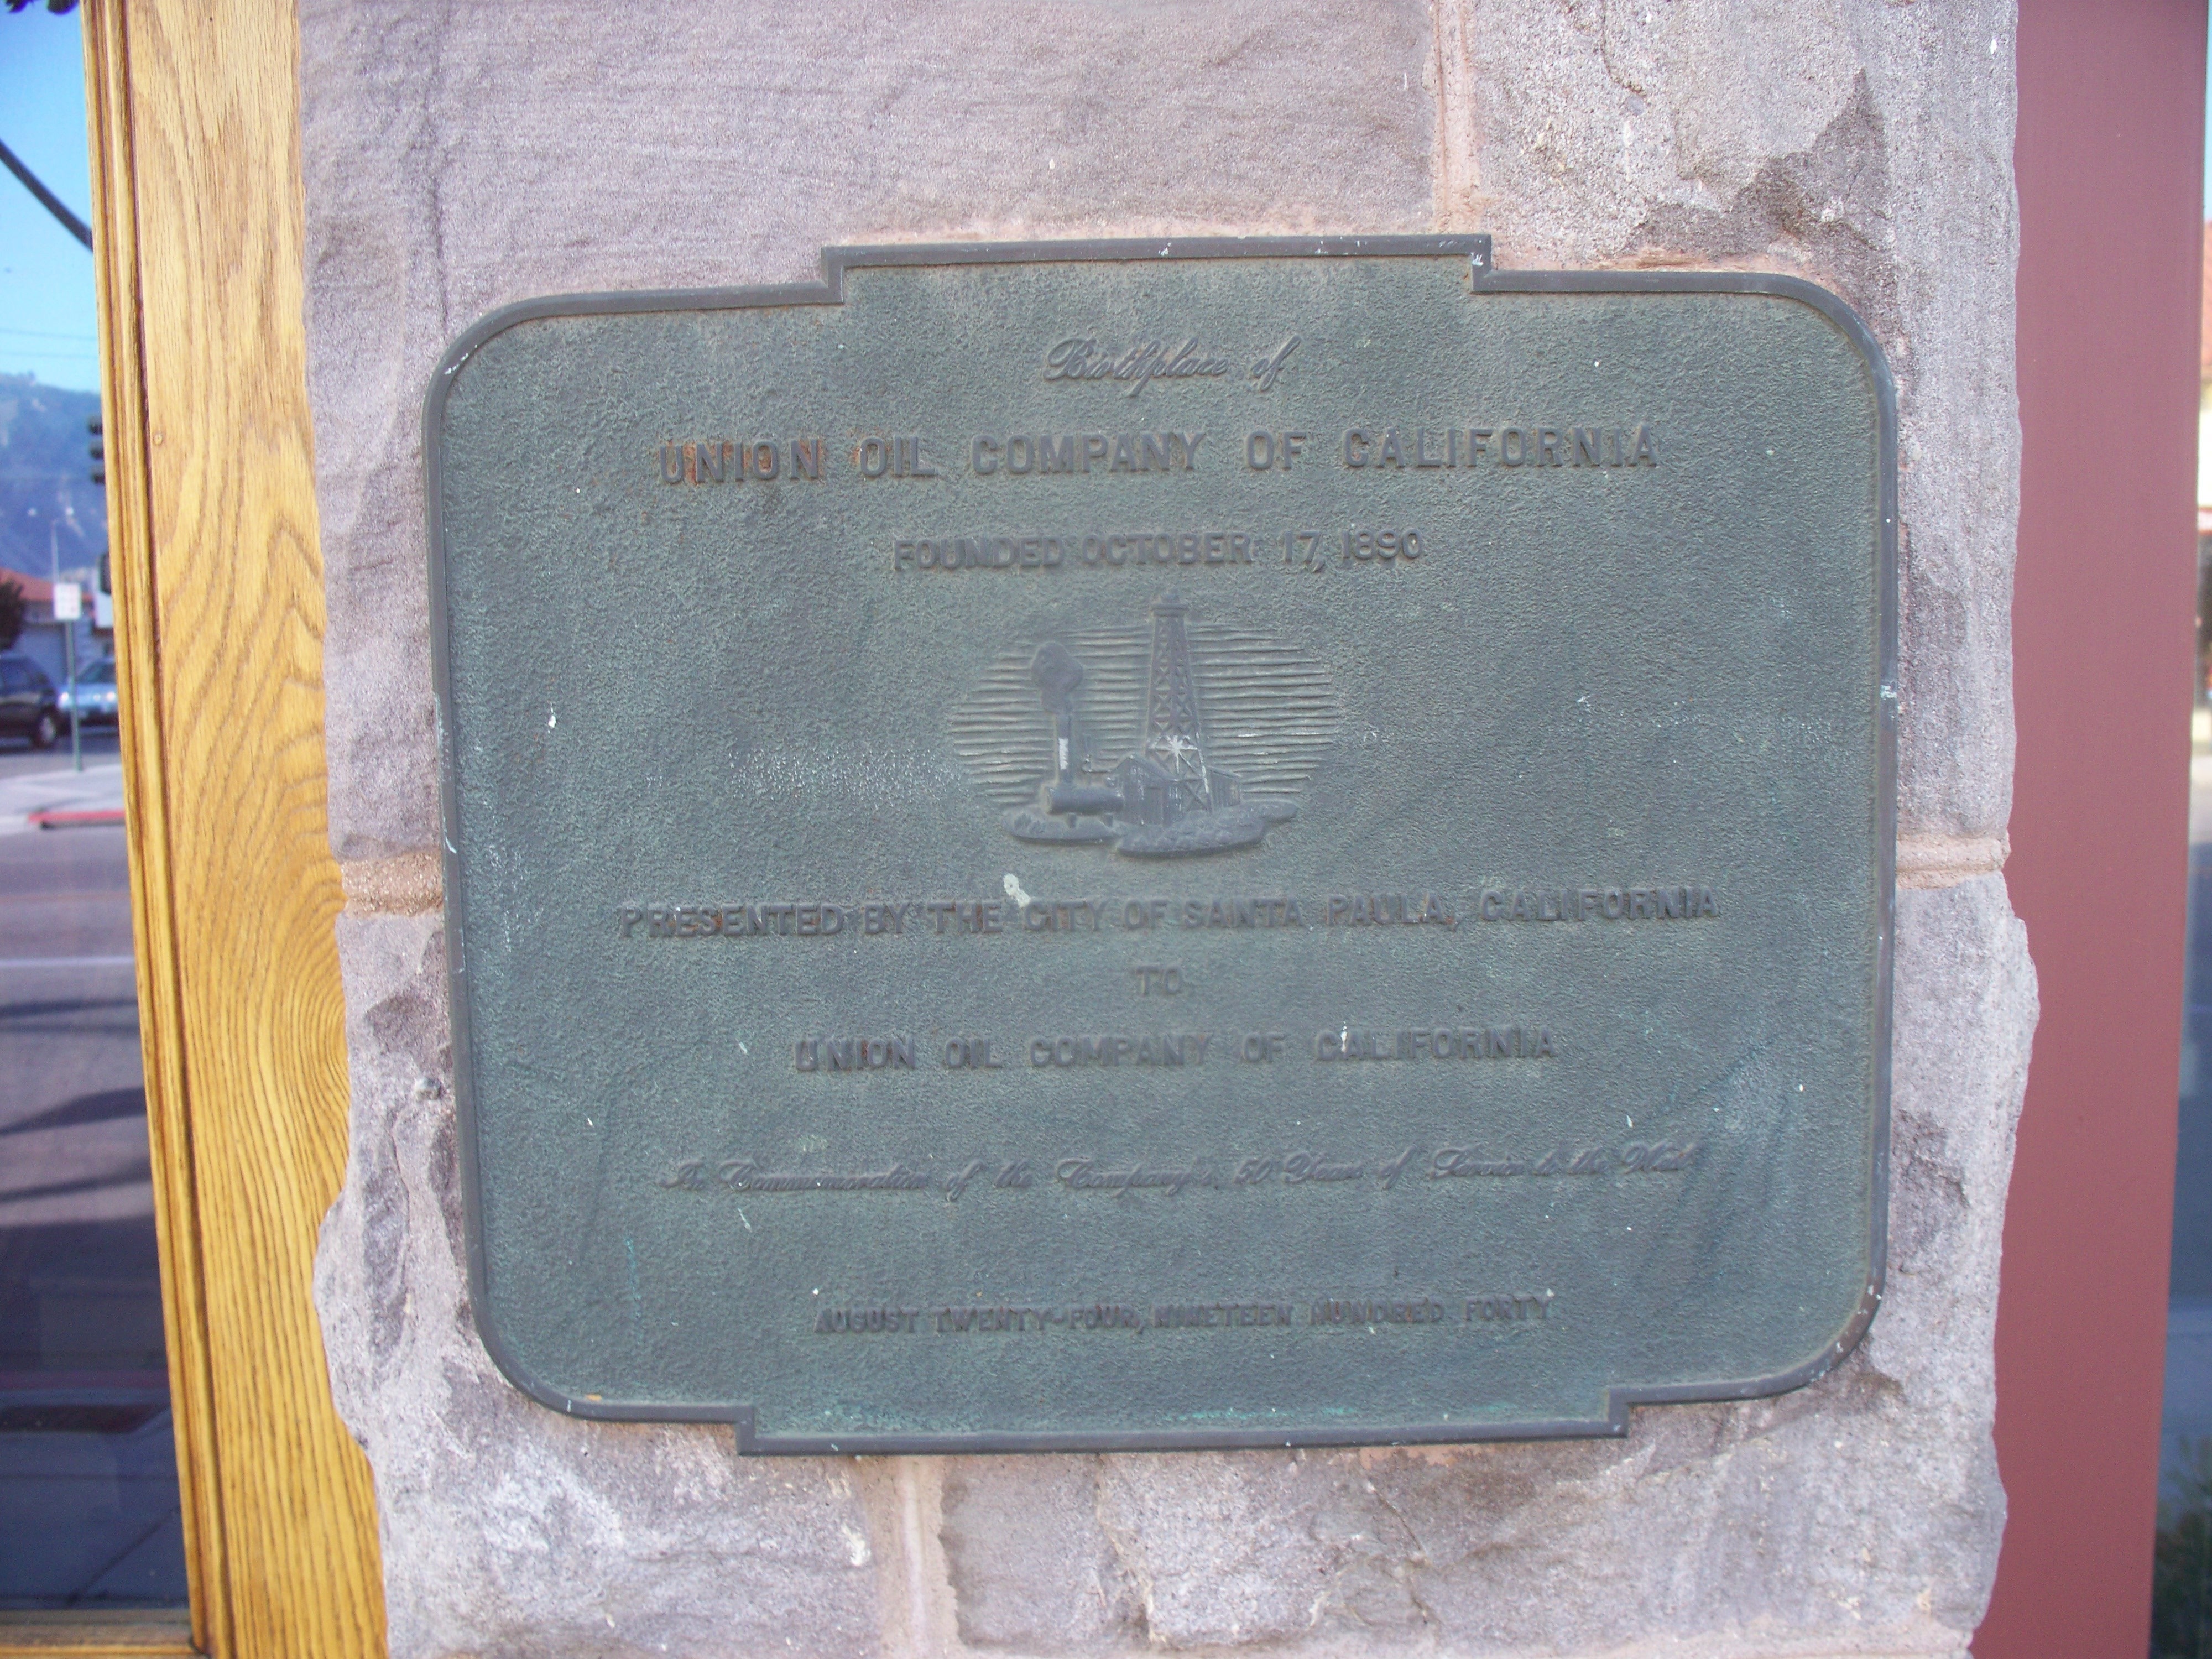 Birthplace of
UNION OIL COMPANY OF CALIFORNIA
FOUNDED OCTOBER 17, 1890
PRESENTED BY THE CITY OF SANTA PAULA, CALIFORNIA
TO
UNION OIL COMPANY OF CALIFORNIA
In Commemoration of the Company's 50 Years of Service to the West
AUGUST TWENTY-FOUR, NINETEEN HUNDRED FORTY